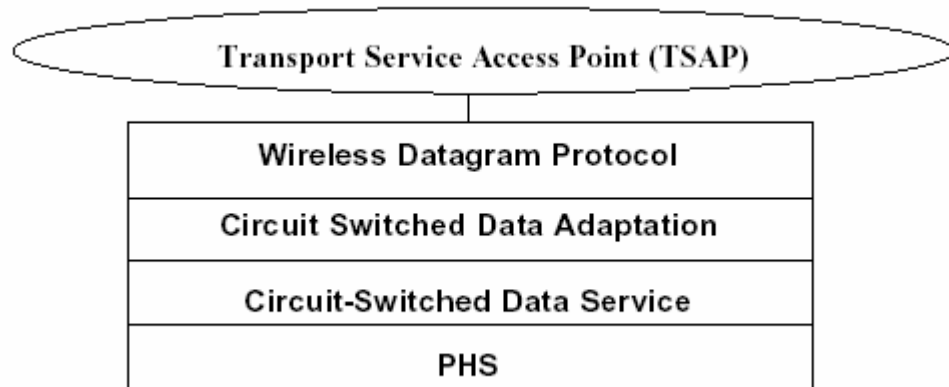 Transport Service Access Point (TSAP)
Wireless Datagram Protocol
Circuit Switched Data Adaptation
Circuit-Switched Data Service
PHS